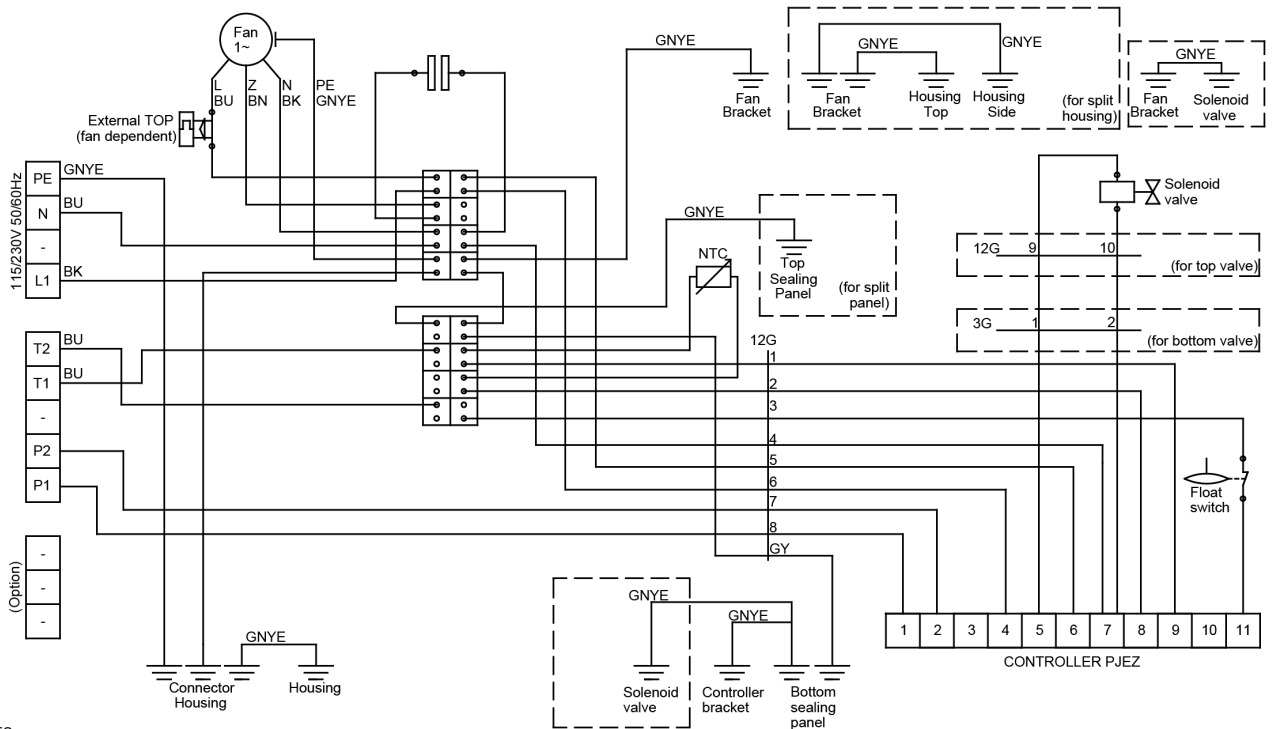 Fan
1~
L
BU
Z
BN
N
BK
PE
GNYE
External TOP
(fan dependent)
GNYE
Fan
Bracket
GNYE
GNYE
Fan
Bracket
Housing
Top
Housing
Side
(for split
housing)
GNYE
Fan
Bracket
Solenoid
valve
115/230V 50/60Hz
PE
GNYE
N
BU
-
L1
BK
T2
BU
T1
BU
-
P2
P1
(Option)
-
-
-
GNYE
Top
Sealing
Panel
(for split
panel)
NTC
Solenoid
valve
12G
9
10
(for top valve)
3G
1
2
(for bottom valve)
12G
1
2
3
4
5
6
7
8
GY
Float
switch
1
2
3
4
5
6
7
8
9
10
11
CONTROLLER PJEZ
Connector
Housing
GNYE
Housing
GNYE
GNYE
Solenoid
valve
Controller
bracket
Bottom
sealing
panel